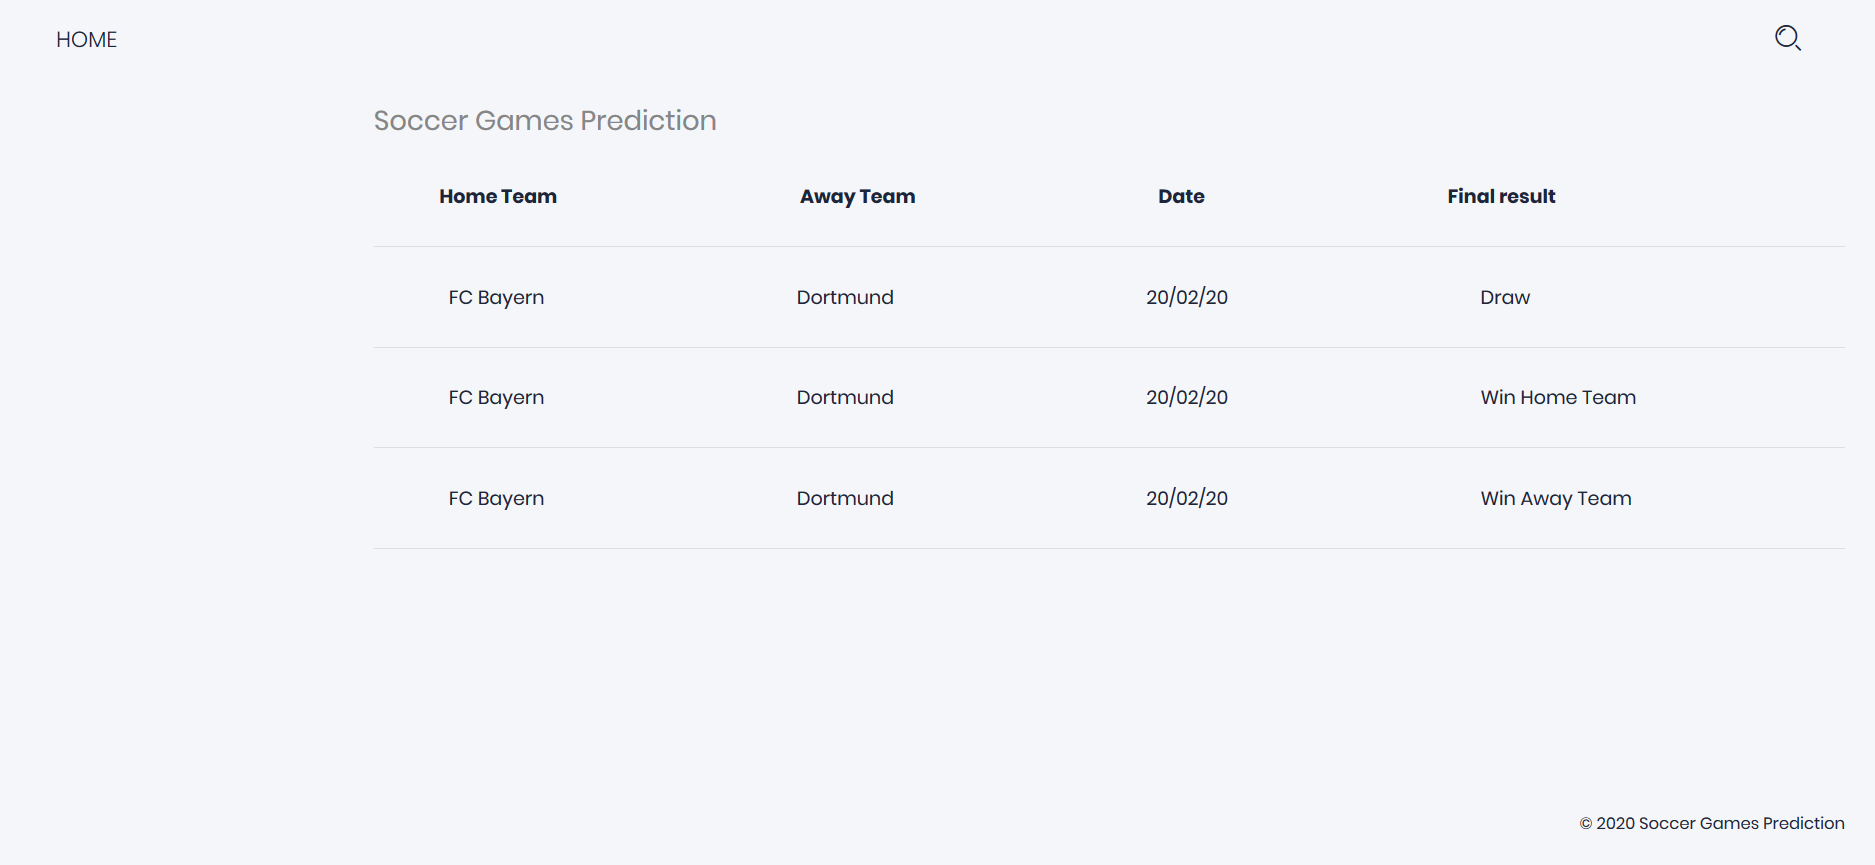 HOME
Soccer Games Prediction
Home Team Away Team Date Final result
FC Bayern Dortmund 20/02/20 Draw
FC Bayern Dortmund 20/02/20 Win Home Team
FC Bayern Dortmund 20/02/20 Win Away Team
© 2020 Soccer Games Prediction